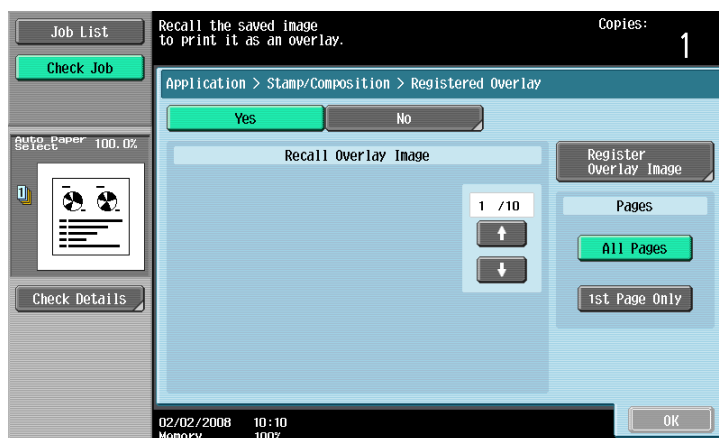 Job List
Check Job
Recall the saved image
to print it as an overlay.
Copies:
1
Application > Stamp/Composition > Registered Overlay
Yes
No
Auto Paper
Select
100.0%
1
Recall Overlay Image
1 /10
Register
Overlay Image
Pages
All Pages
1st Page Only
Check Details
02/02/2008 10:10
Memory 100%
OK